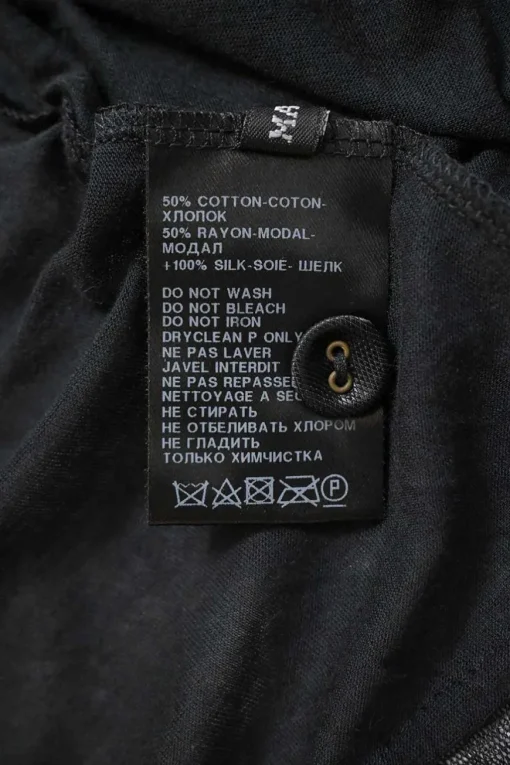 MA
50% COTTON-COTON-
ХЛОПОК
50% RAYON-MODAL-
МОДАЛ
+100% SILK-SOIE- ШЕЛК
DO NOT WASH
DO NOT BLEACH
DO NOT IRON
DRYCLEAN P ONLY
NE PAS LAVER
JAVEL INTERDIT
NE PAS REPASSE
NETTOYAGE A SEC
НЕ СТИРАТЬ
НЕ ОТБЕЛИВАТЬ ХЛОРОМ
НЕ ГЛАДИТЬ
ТОЛЬКО ХИМЧИСТКА
P